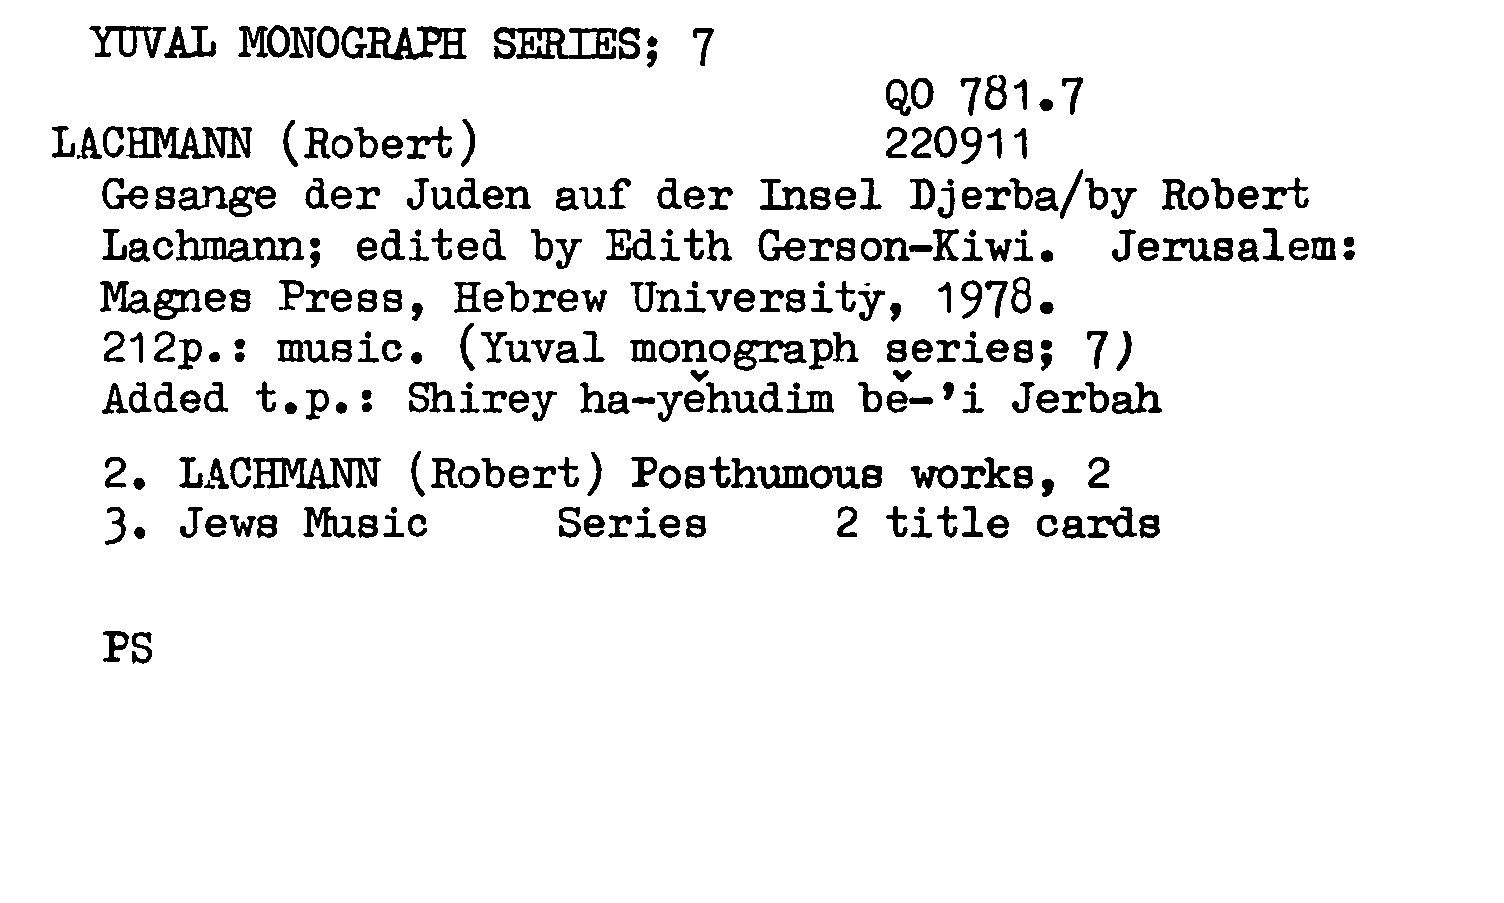 YUVAL MONOGRAPH SERIES; 7
QO 781.7
LACHMANN (Robert) 220911
Gesange der Juden auf der Insel Djerba/by Robert
Lachmann; edited by Edith Gerson-Kiwi. Jerusalem:
Magnes Press, Hebrew University, 1978.
212p.: music. (Yuval monograph series; 7)
Added t.p.: Shirey ha-yěhudim bě-'i Jerbah
2. LACHMANN (Robert) Posthumous works, 2
3. Jews Music Series 2 title cards
PS